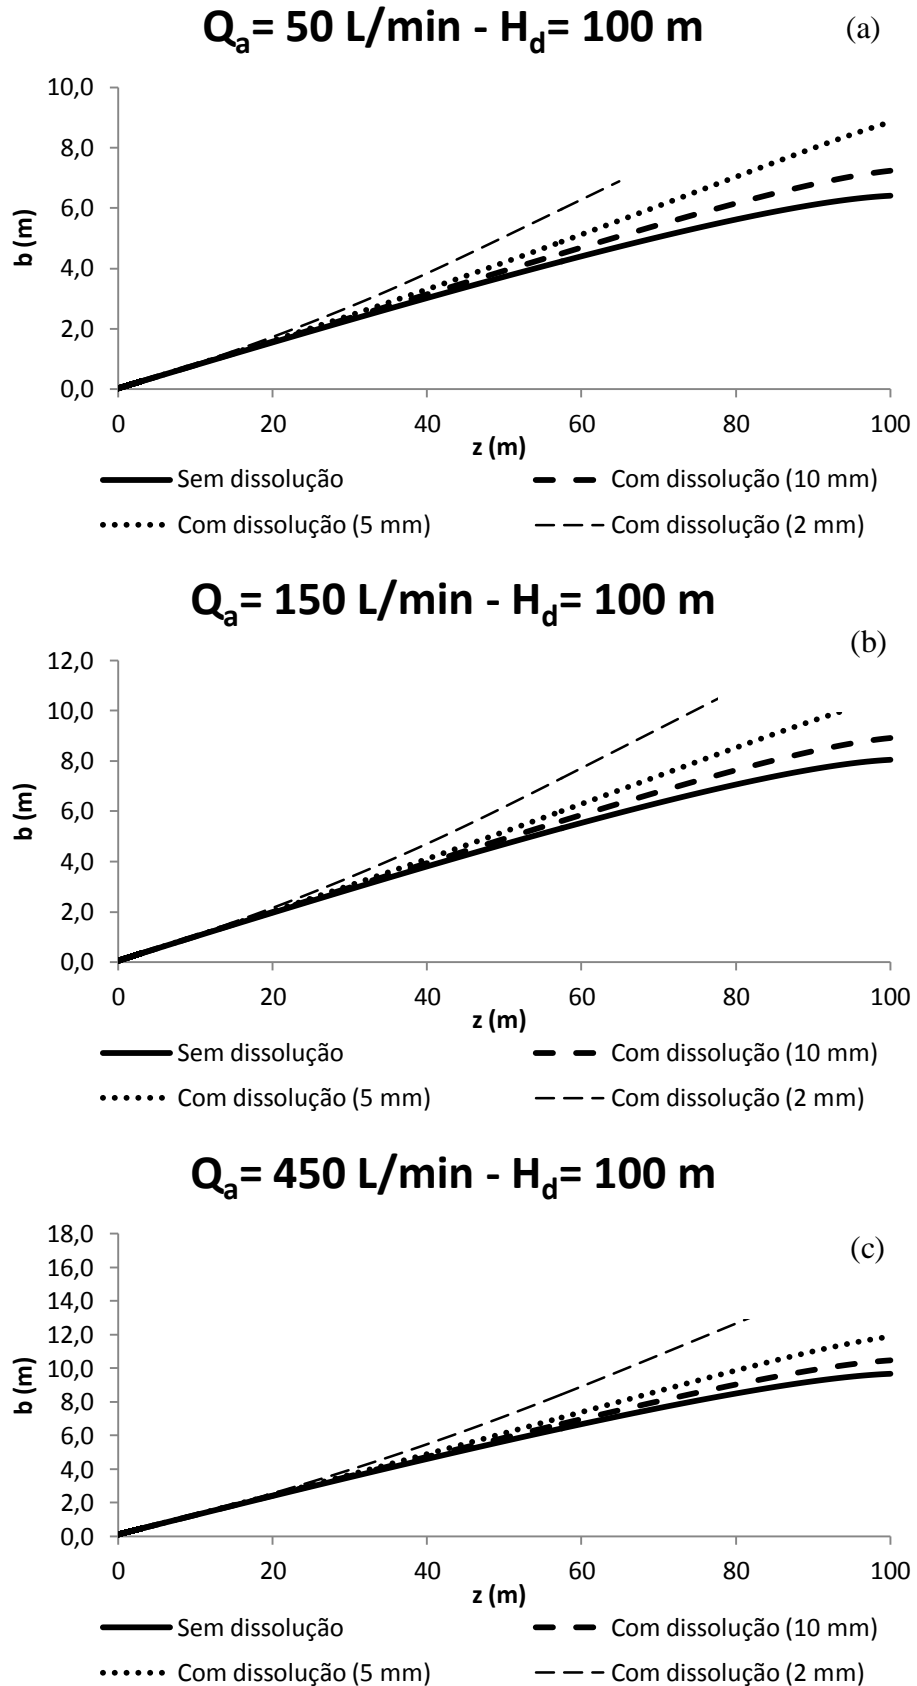 Qa= 50 L/min - Hd= 100 m
(a)
10,0
8,0
6,0
4,0
2,0
0,0
b (m)
0 20 40 60 80 100
z (m)
Sem dissolução Com dissolução (10 mm)
Com dissolução (5 mm) Com dissolução (2 mm)
Qa= 150 L/min - Hd= 100 m
(b)
12,0
10,0
8,0
6,0
4,0
2,0
0,0
b (m)
0 20 40 60 80 100
z (m)
Sem dissolução Com dissolução (10 mm)
Com dissolução (5 mm) Com dissolução (2 mm)
Qa= 450 L/min - Hd= 100 m
(c)
18,0
16,0
14,0
12,0
10,0
8,0
6,0
4,0
2,0
0,0
b (m)
0 20 40 60 80 100
z (m)
Sem dissolução Com dissolução (10 mm)
Com dissolução (5 mm) Com dissolução (2 mm)